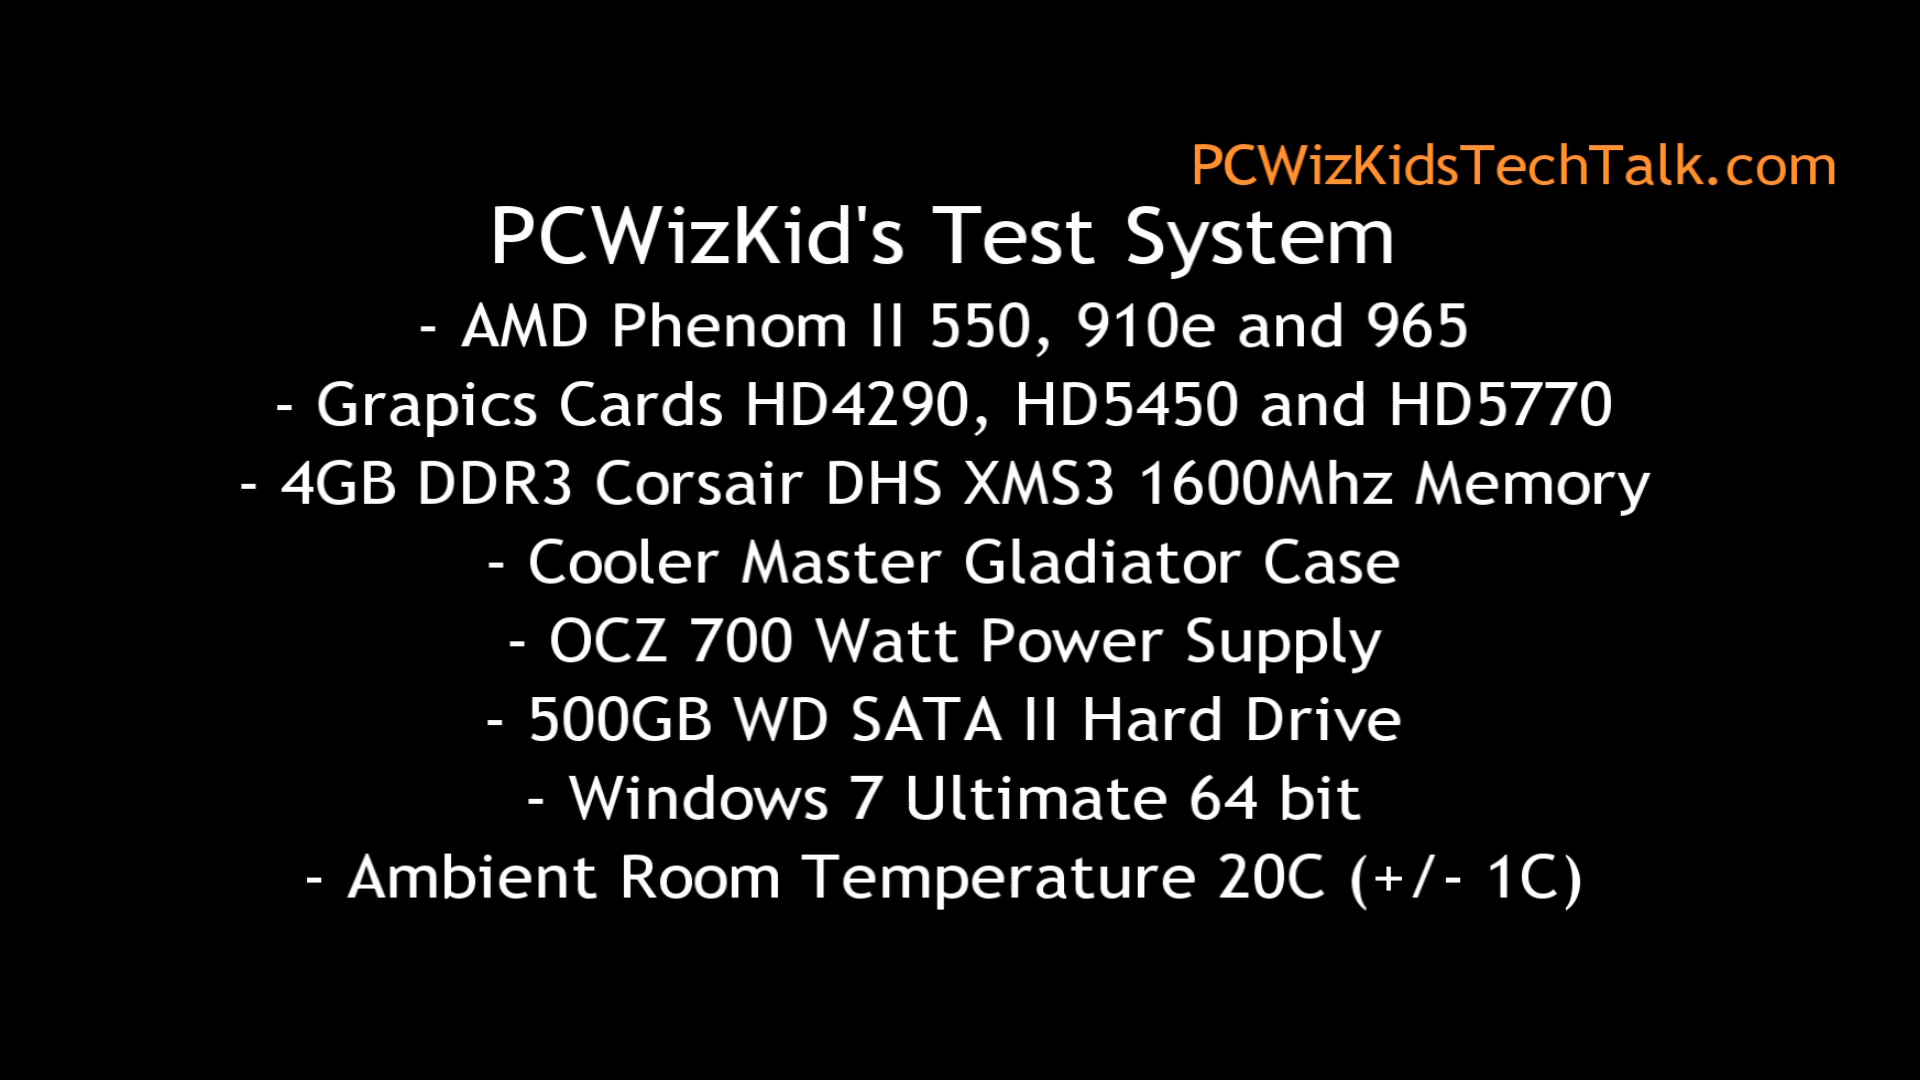 PCWizKidsTechTalk.com
PCWizKid's Test System
- AMD Phenom II 550, 910e and 965
- Grapics Cards HD4290, HD5450 and HD5770
- 4GB DDR3 Corsair DHS XMS3 1600Mhz Memory
- Cooler Master Gladiator Case
- OCZ 700 Watt Power Supply
- 500GB WD SATA II Hard Drive
- Windows 7 Ultimate 64 bit
- Ambient Room Temperature 20C (+/- 1C)